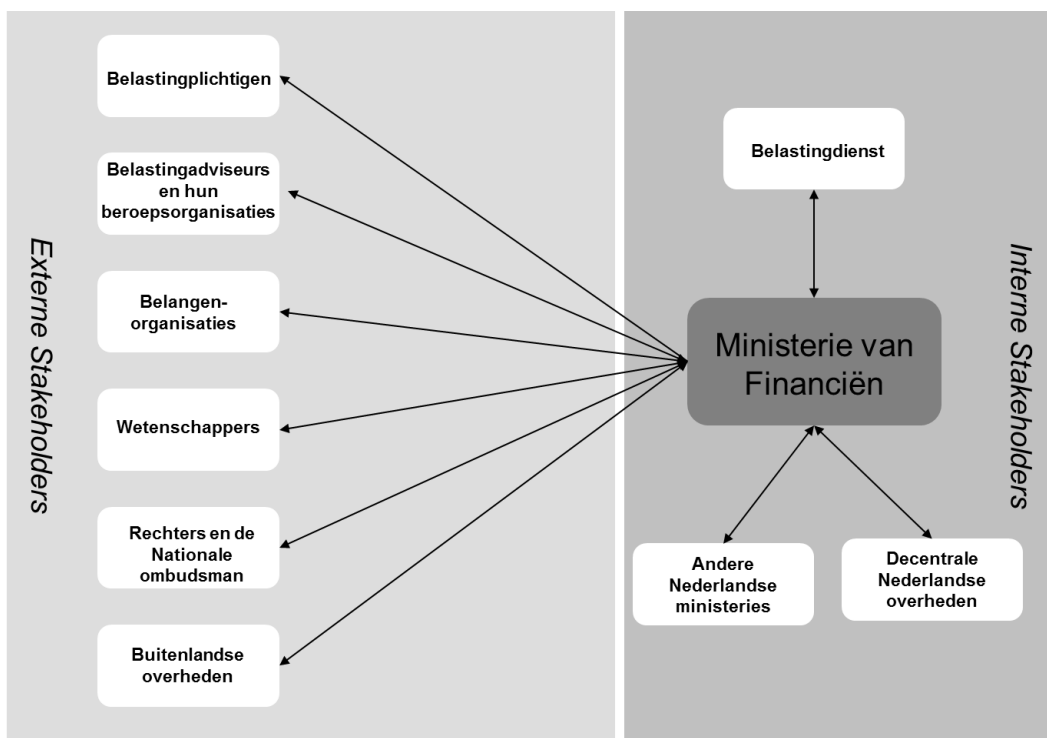 Externe Stakeholders
Belastingplichtigen
Belastingadviseurs
en hun
beroepsorganisaties
Belangen-
organisaties
Wetenschappers
Rechters en de
Nationale
ombudsman
Buitenlandse
overheden
Interne Stakeholders
Belastingdienst
Ministerie van
Financiën
Andere
Nederlandse
ministeries
Decentrale
Nederlandse
overheden